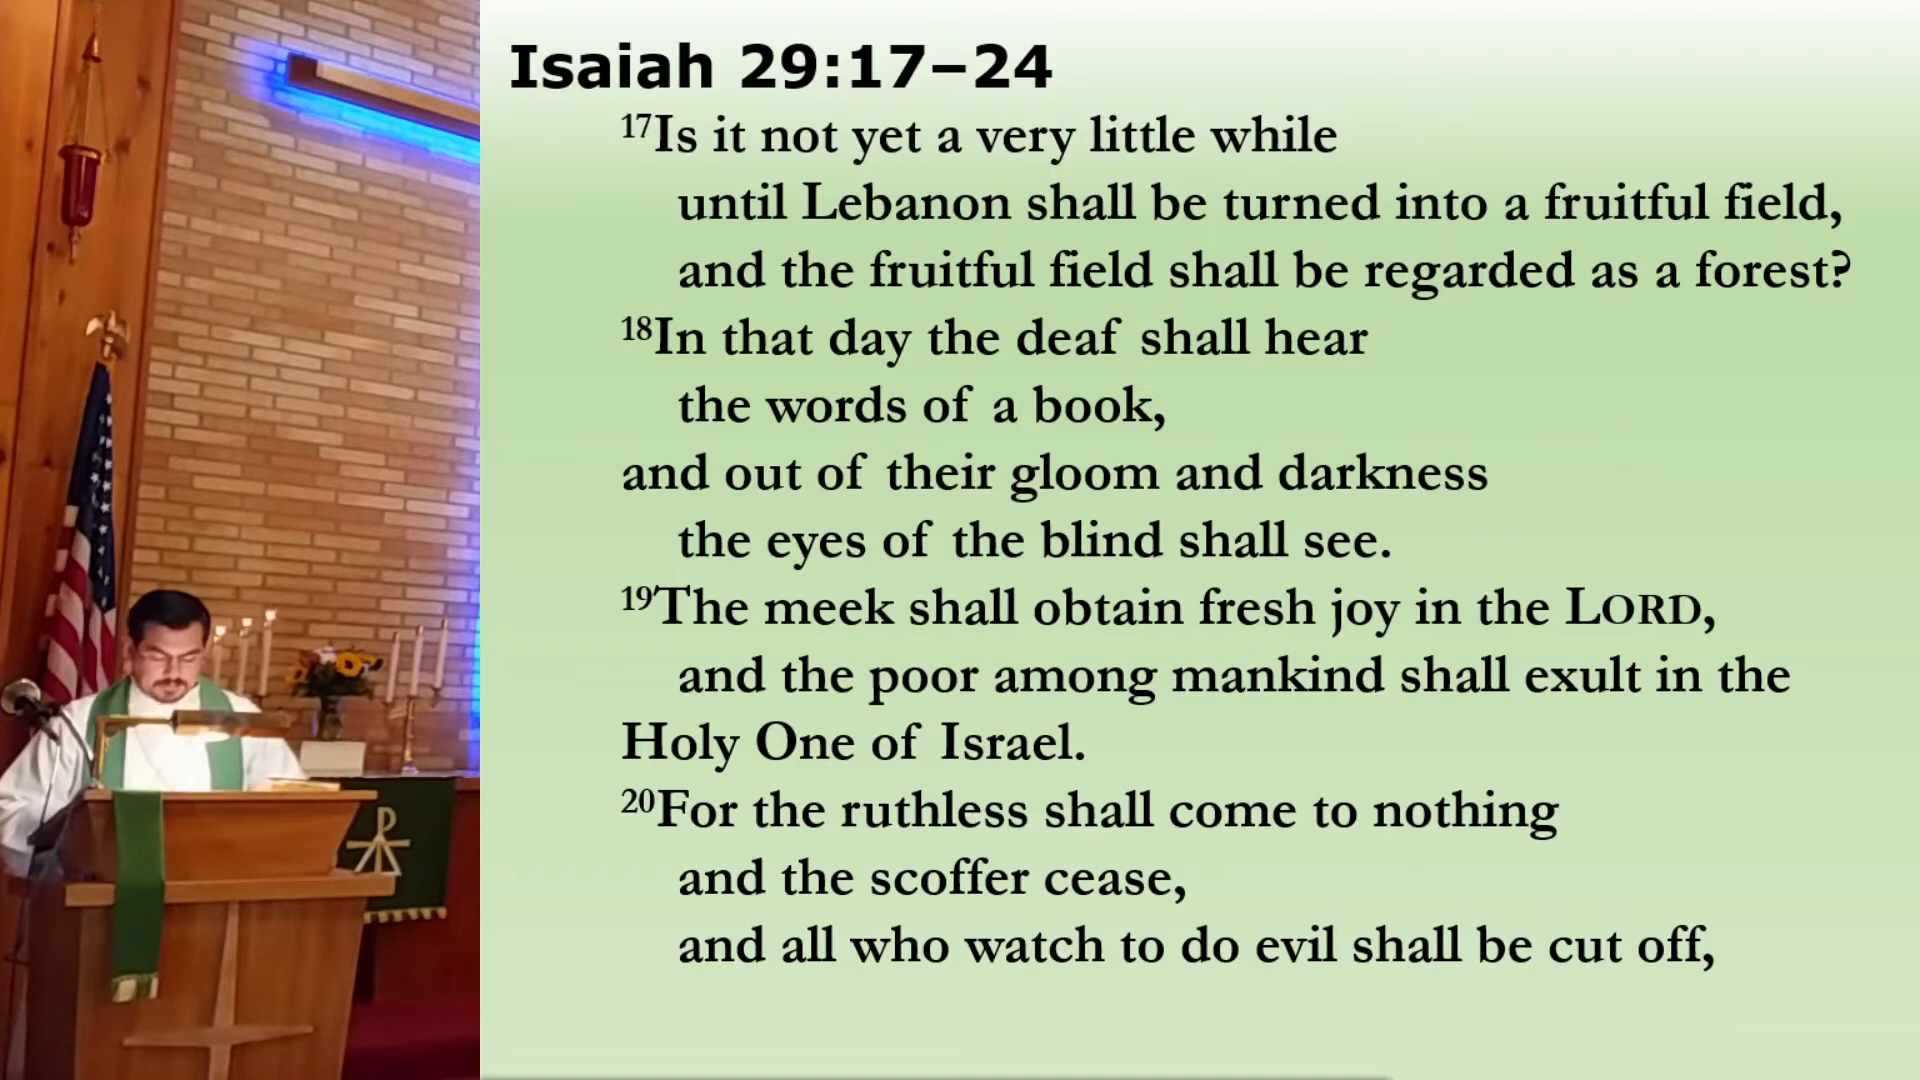 Isaiah 29:17–24
17Is it not yet a very little while
until Lebanon shall be turned into a fruitful field,
and the fruitful field shall be regarded as a forest?
18In that day the deaf shall hear
the words of a book,
and out of their gloom and darkness
the eyes of the blind shall see.
19The meek shall obtain fresh joy in the LORD,
and the poor among mankind shall exult in the
Holy One of Israel.
20For the ruthless shall come to nothing
and the scoffer cease,
and all who watch to do evil shall be cut off,